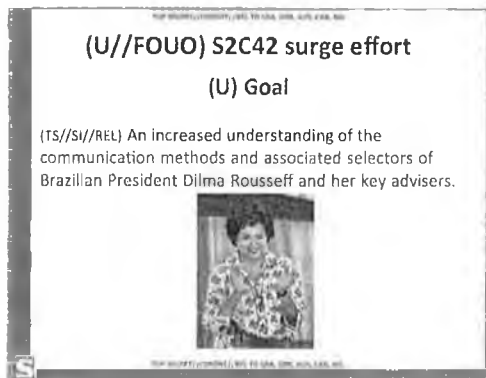 (U//FOUO) S2C42 surge effort
(U) Goal
(TS//SI//REL) An increased understanding of the
communication methods and associated selectors of
Brazilian President Dilma Rousseff and her key advisers.